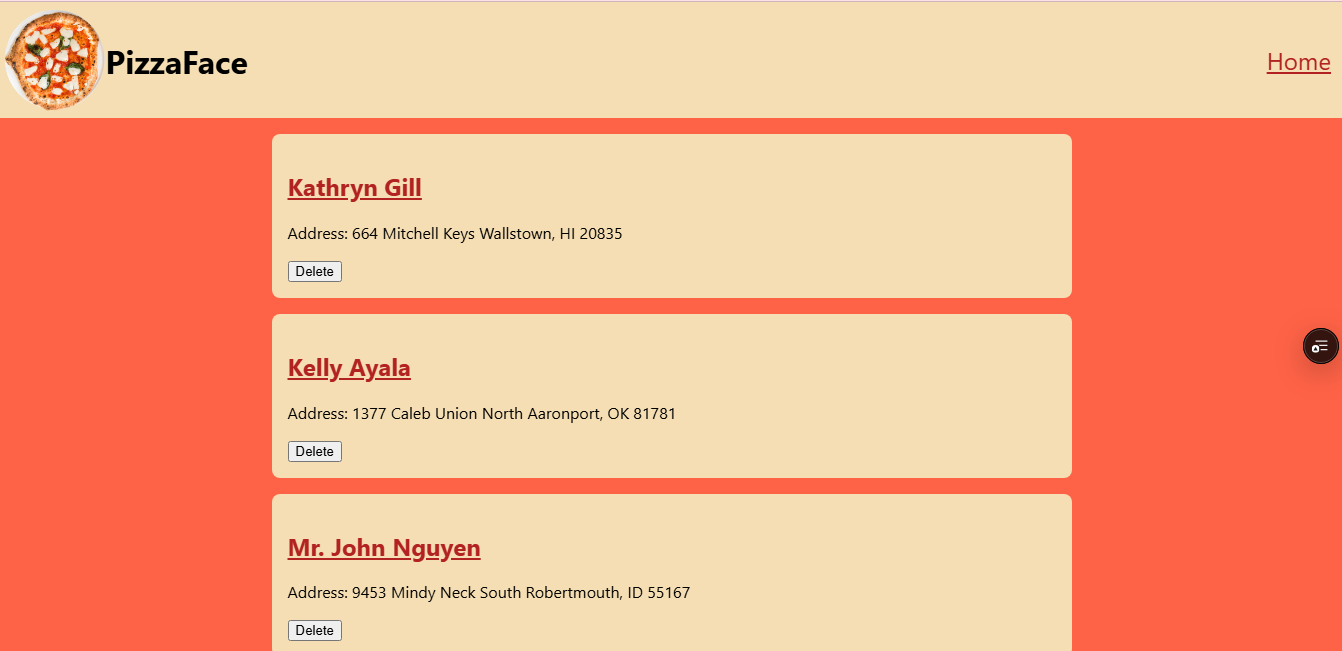 PizzaFace
Home
Kathryn Gill
Address: 664 Mitchell Keys Wallstown, HI 20835
Delete
Kelly Ayala
Address: 1377 Caleb Union North Aaronport, OK 81781
Delete
Mr. John Nguyen
Address: 9453 Mindy Neck South Robertmouth, ID 55167
Delete